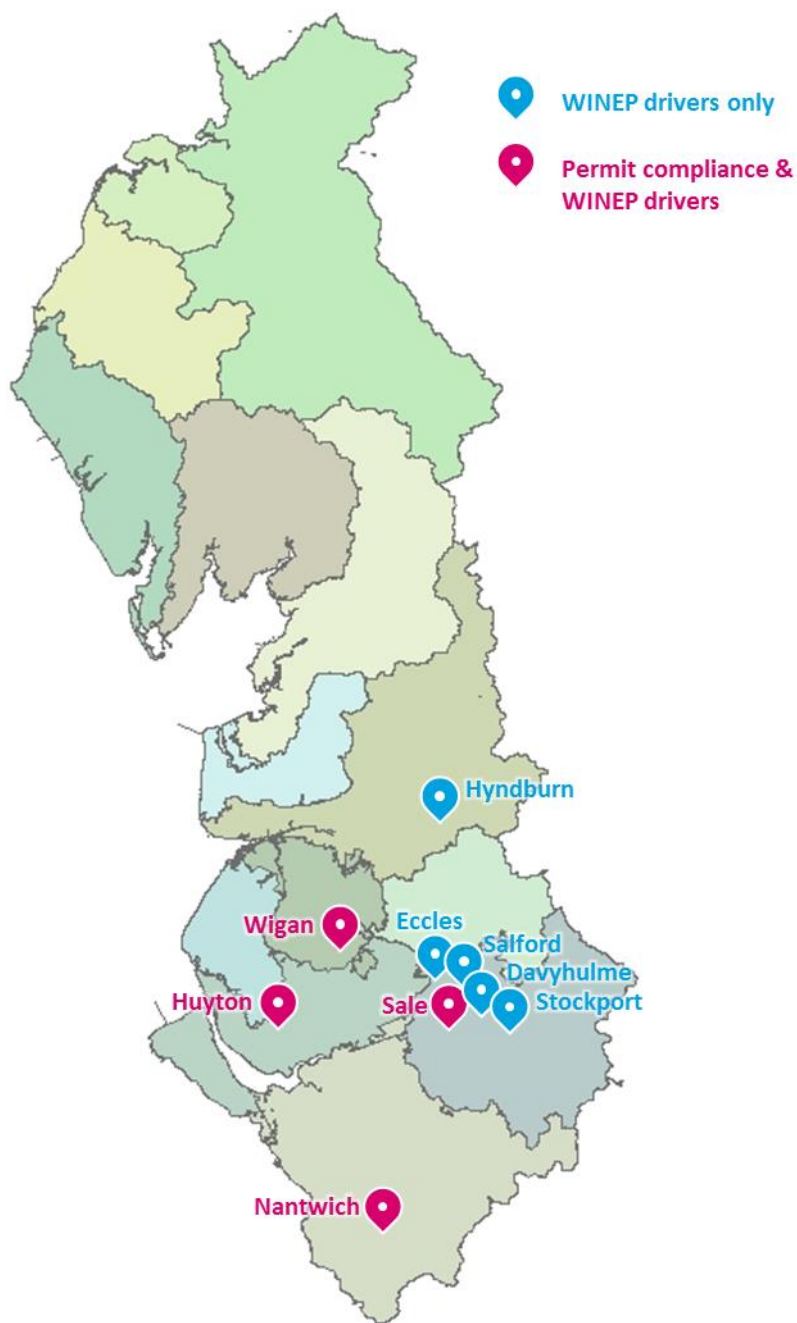 WINEP drivers only
Permit compliance &
WINEP drivers
Hyndburn
Eccles
Wigan
Salford
Davyhulme
Huyton
Sale
Stockport
Nantwich